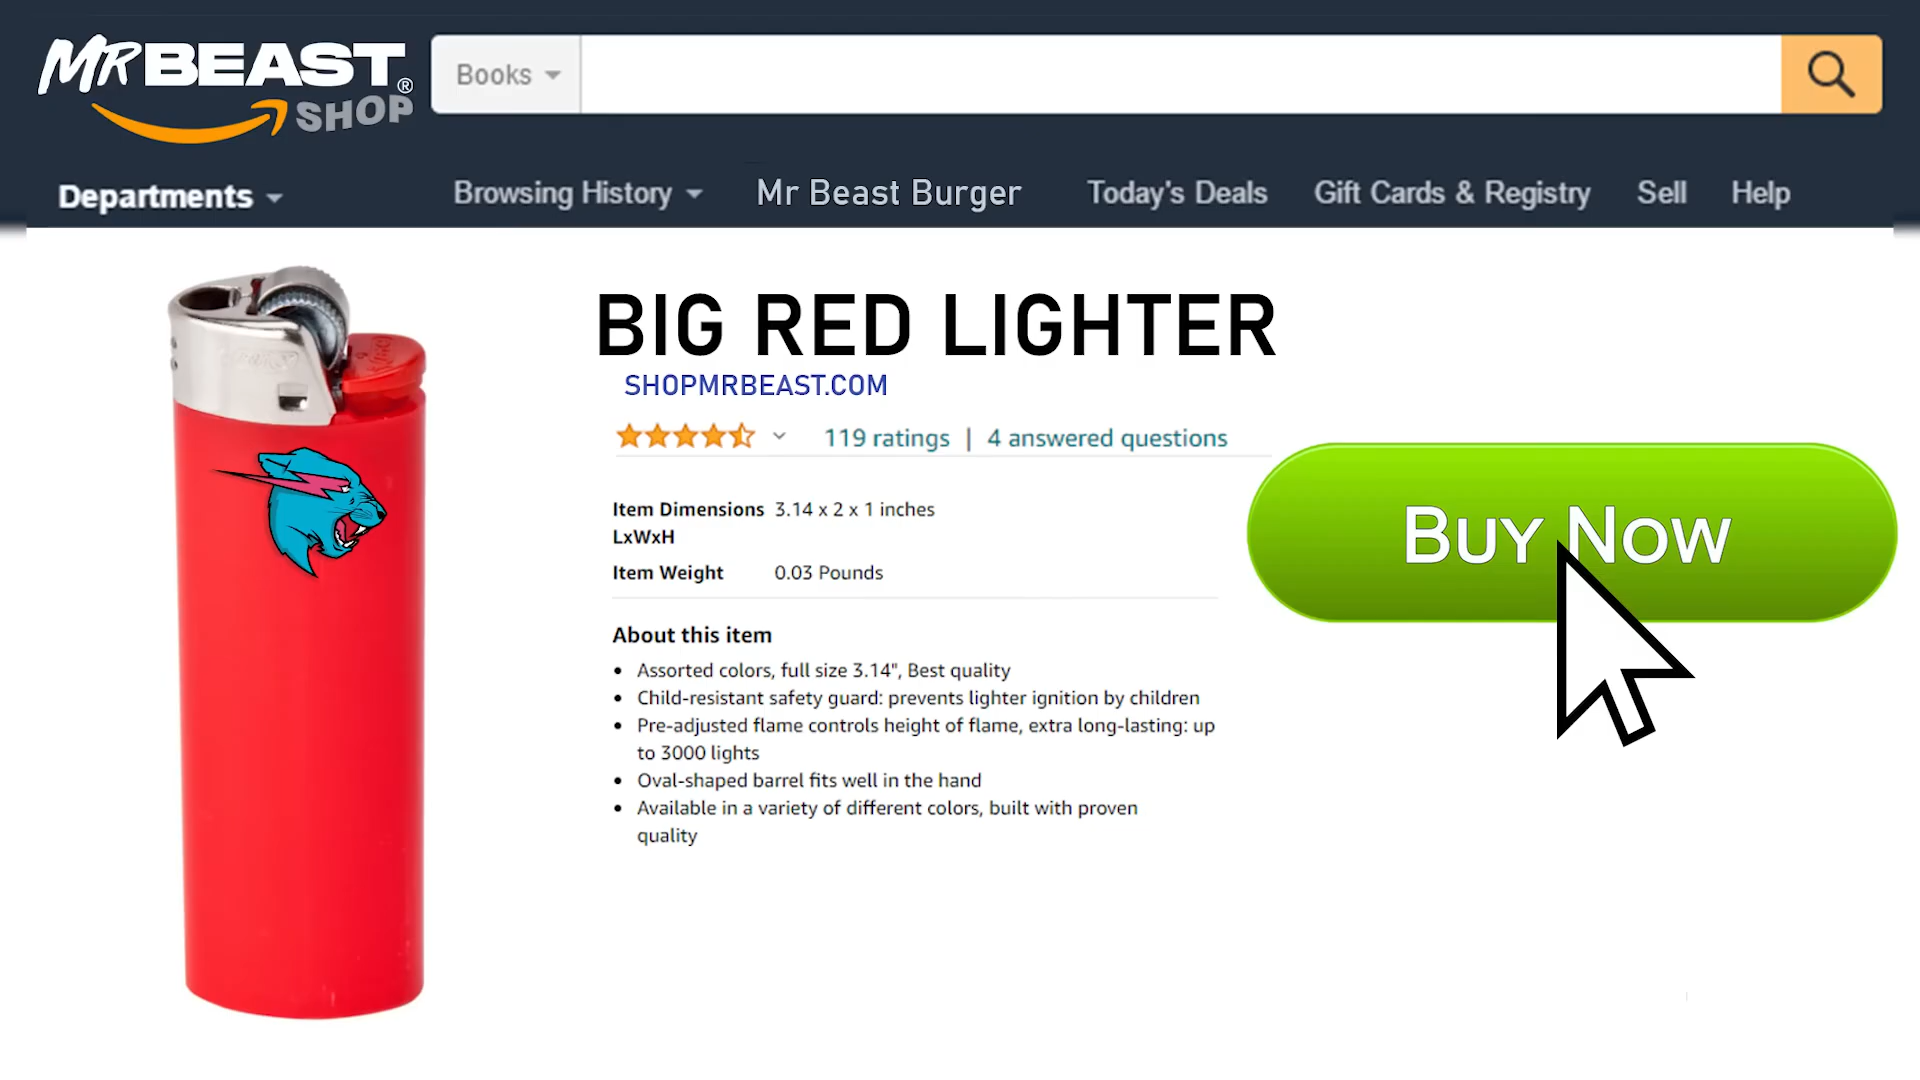 MRBEAST®
SHOP
Books
Departments
Browsing History
Mr Beast Burger
Today's Deals
Gift Cards & Registry
Sell
Help
BIG RED LIGHTER
SHOPMRBEAST.COM
119 ratings | 4 answered questions
Item Dimensions 3.14 x 2 x 1 inches
LxWxH
Item Weight 0.03 Pounds
Buy Now
About this item
• Assorted colors, full size 3.14", Best quality
• Child-resistant safety guard: prevents lighter ignition by children
• Pre-adjusted flame controls height of flame, extra long-lasting: up
to 3000 lights
• Oval-shaped barrel fits well in the hand
• Available in a variety of different colors, built with proven
quality